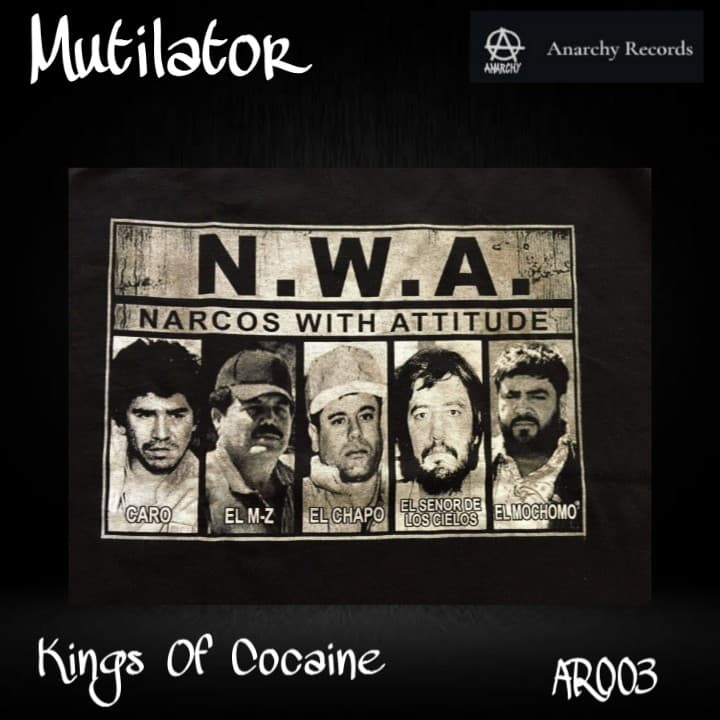 Mutilator
ANARCHY
Anarchy Records
N.W.A.
NARCOS WITH ATTITUDE
CARO
EL M-Z
EL CHAPO
EL SEÑOR DE
LOS CIELOS
EL MOCHOMO
Kings Of Cocaine
AR003